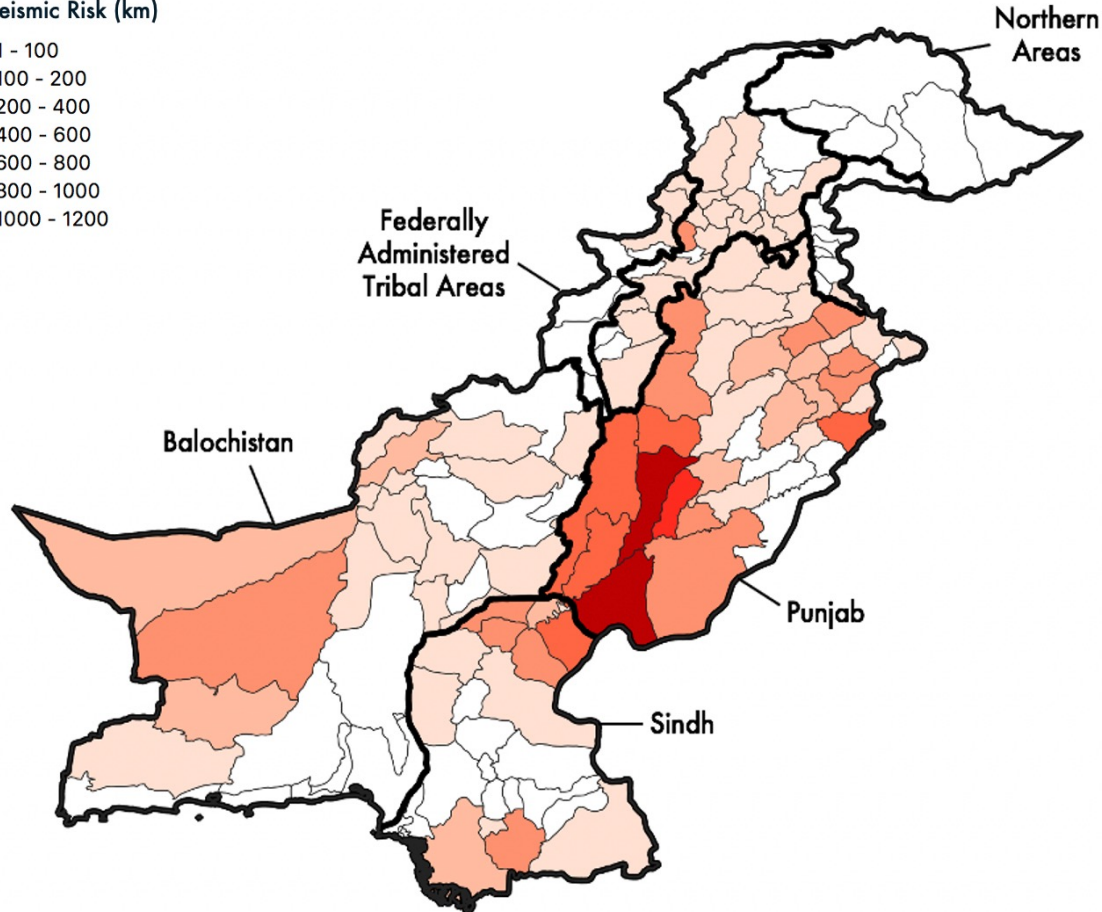 eismic Risk (km)
1 - 100
100 - 200
200 - 400
400 - 600
600 - 800
800 - 1000
1000 - 1200
Northern
Areas
Federally
Administered
Tribal Areas
Balochistan
Punjab
Sindh